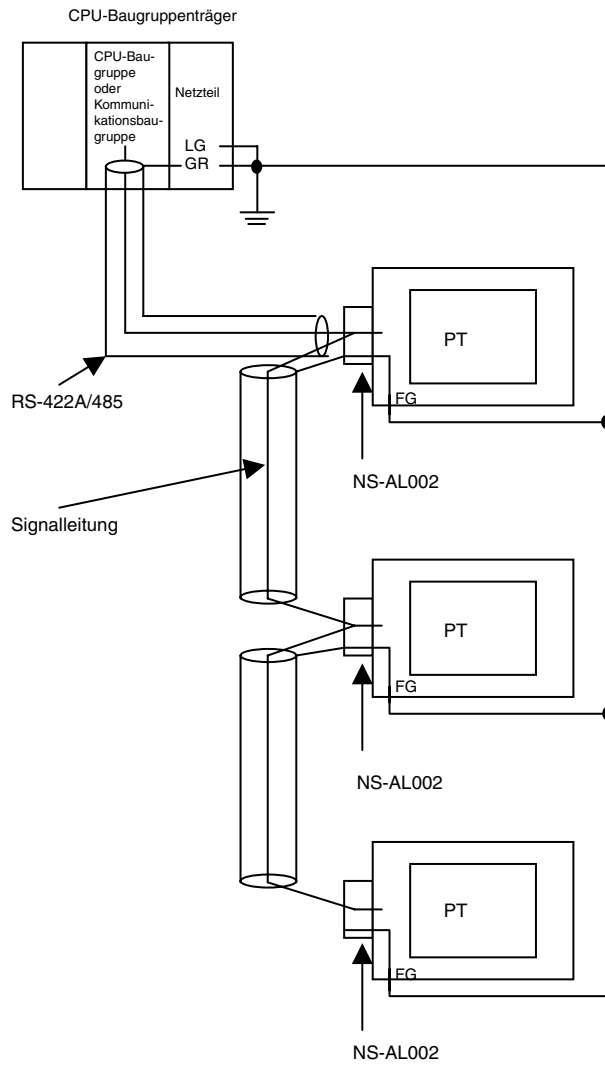 CPU-Baugruppenträger
CPU-Bau-
gruppe
oder
Kommuni-
kationsbau-
gruppe
Netzteil
LG
GR
PT
FG
RS-422A/485
NS-AL002
Signalleitung
PT
FG
NS-AL002
PT
FG
NS-AL002